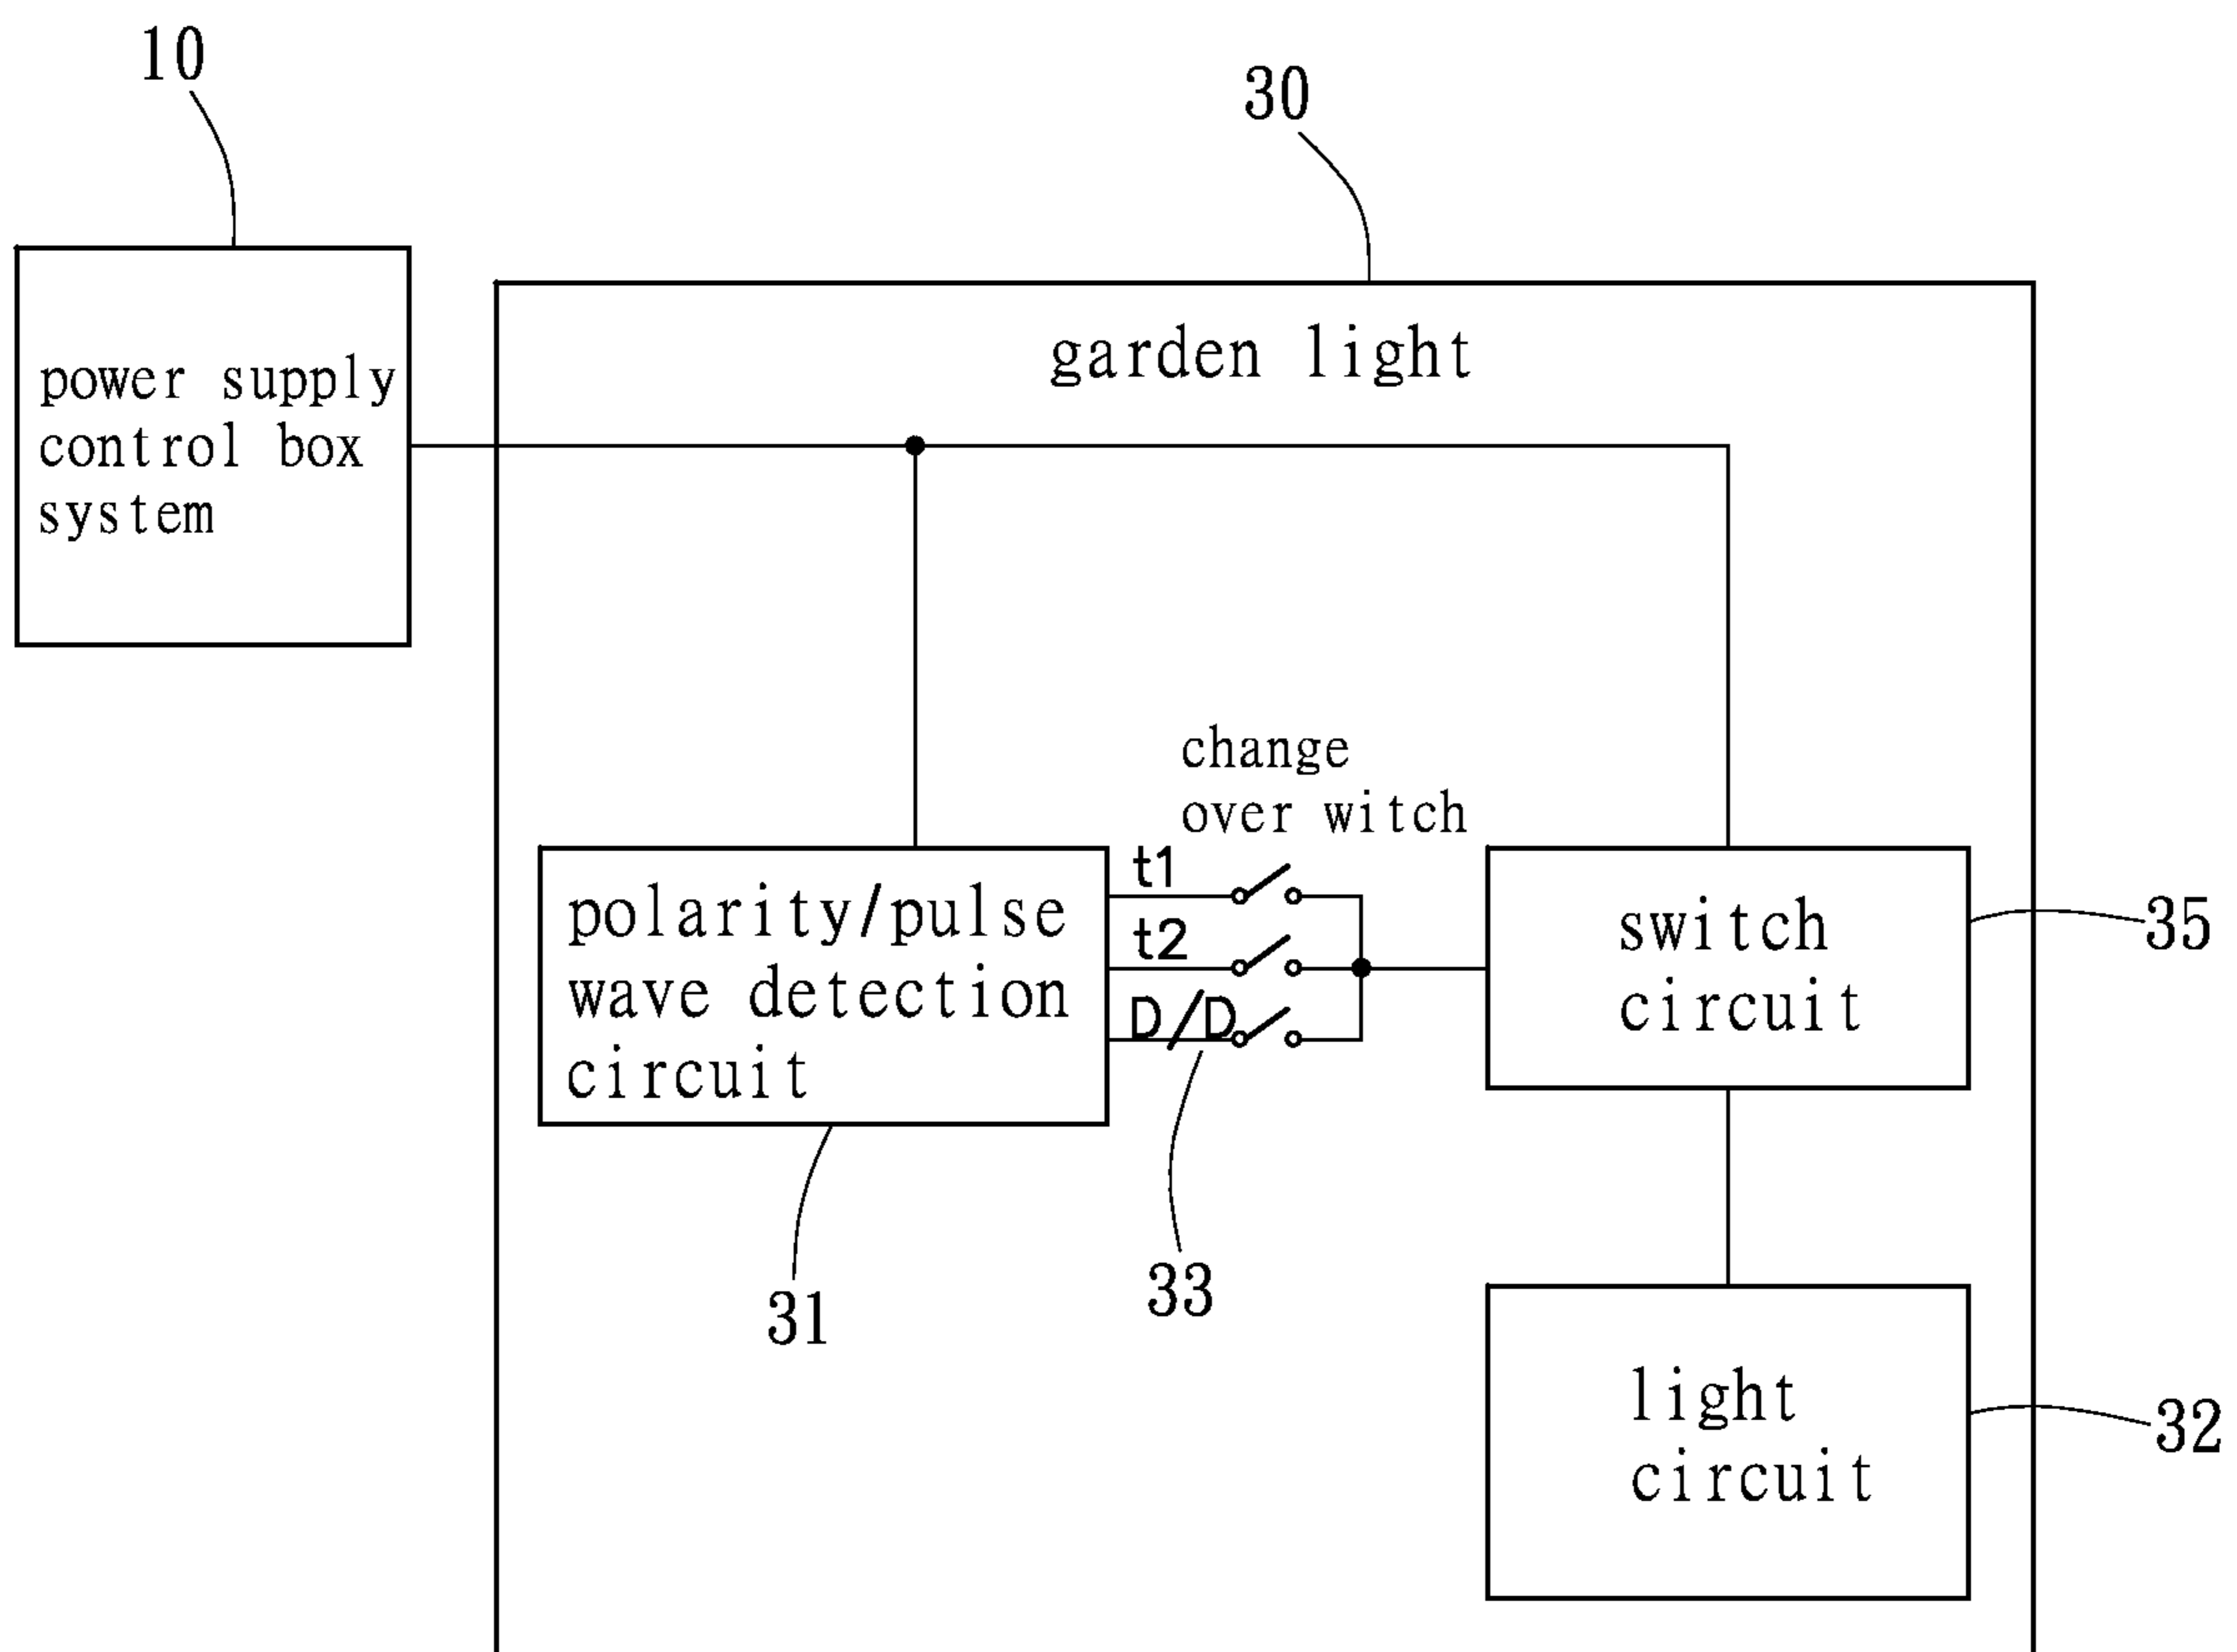 10
30
garden light
power supply
control box
system
change
over witch
t1
t2
D/D
polarity/pulse
wave detection
circuit
switch
circuit
35
33
31
light
circuit
32